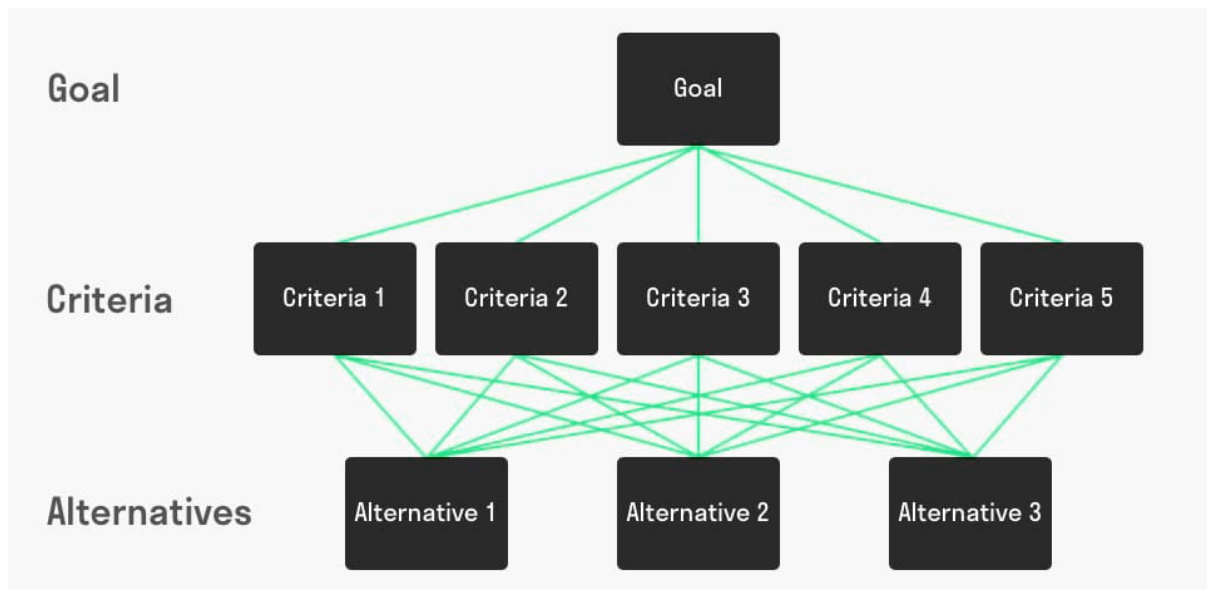 Goal
Goal
Criteria
Criteria 1
Criteria 2
Criteria 3
Criteria 4
Criteria 5
Alternatives
Alternative 1
Alternative 2
Alternative 3